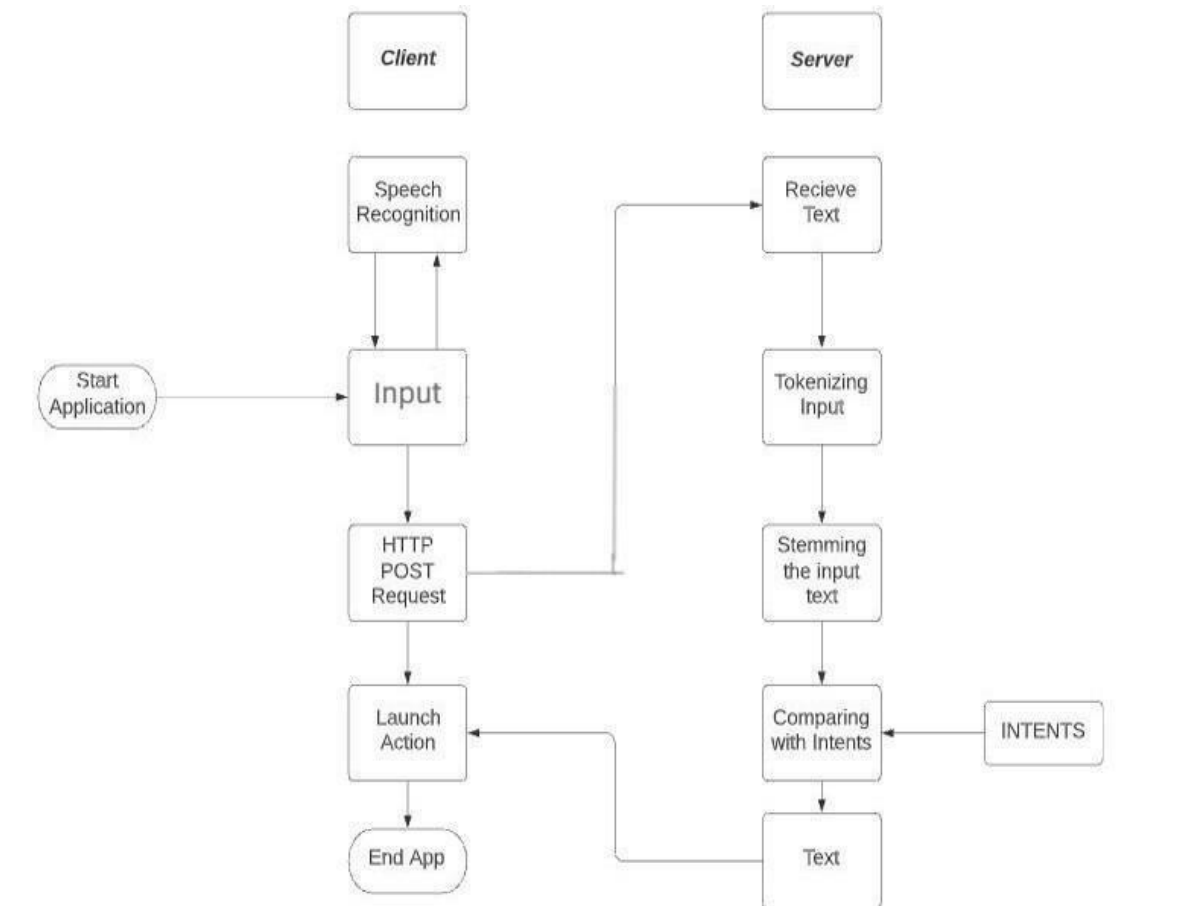 Client
Server
Speech
Recognition
Recieve
Text
Start
Application
Input
Tokenizing
Input
HTTP
POST
Request
Stemming
the input
text
Launch
Action
Comparing
with Intents
INTENTS
End App
Text